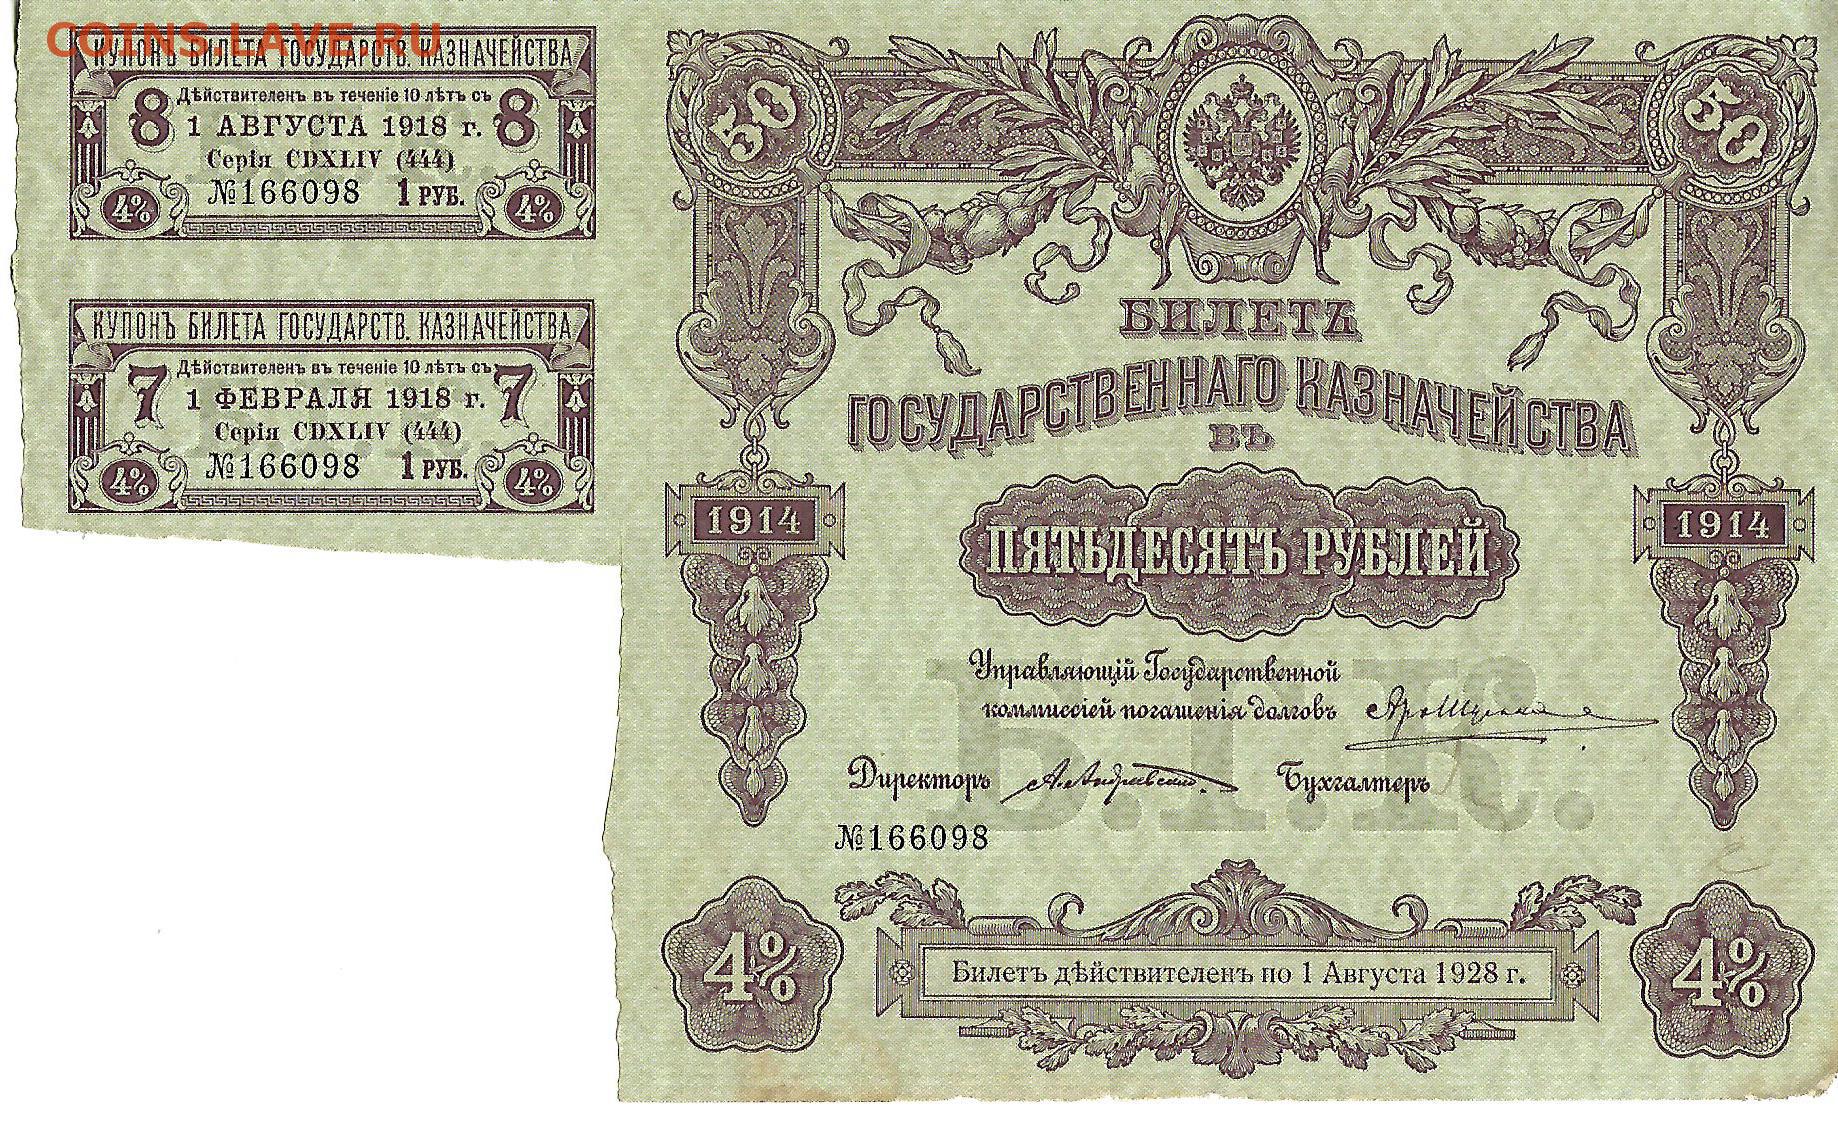 COINS.LAVE.RU
КУПОНЪ БИЛЕТА ГОСУДАРСТВ. КАЗНАЧЕЙСТВА
Дѣйствителенъ въ теченіе 10 лѣтъ съ
8 1 АВГУСТА 1918 г. 8
Серія CDXLIV (444)
№166098 1 РУБ.
4% 4%
КУПОНЪ БИЛЕТА ГОСУДАРСТВ. КАЗНАЧЕЙСТВА
Дѣйствителенъ въ теченіе 10 лѣтъ съ
7 1 ФЕВРАЛЯ 1918 г. 7
Серія CDXLIV (444)
№166098 1 РУБ.
4% 4%
50 50
БИЛЕТЪ
ГОСУДАРСТВЕННАГО КАЗНАЧЕЙСТВА
ВЪ
1914 1914
ПЯТЬДЕСЯТЪ РУБЛЕЙ
Управляющій Государственной
коммиссіей погашенія долговъ
Директоръ Бухгалтеръ
Б.Г.К.
№166098
4% 4%
Билетъ дѣйствителенъ по 1 Августа 1928 г.